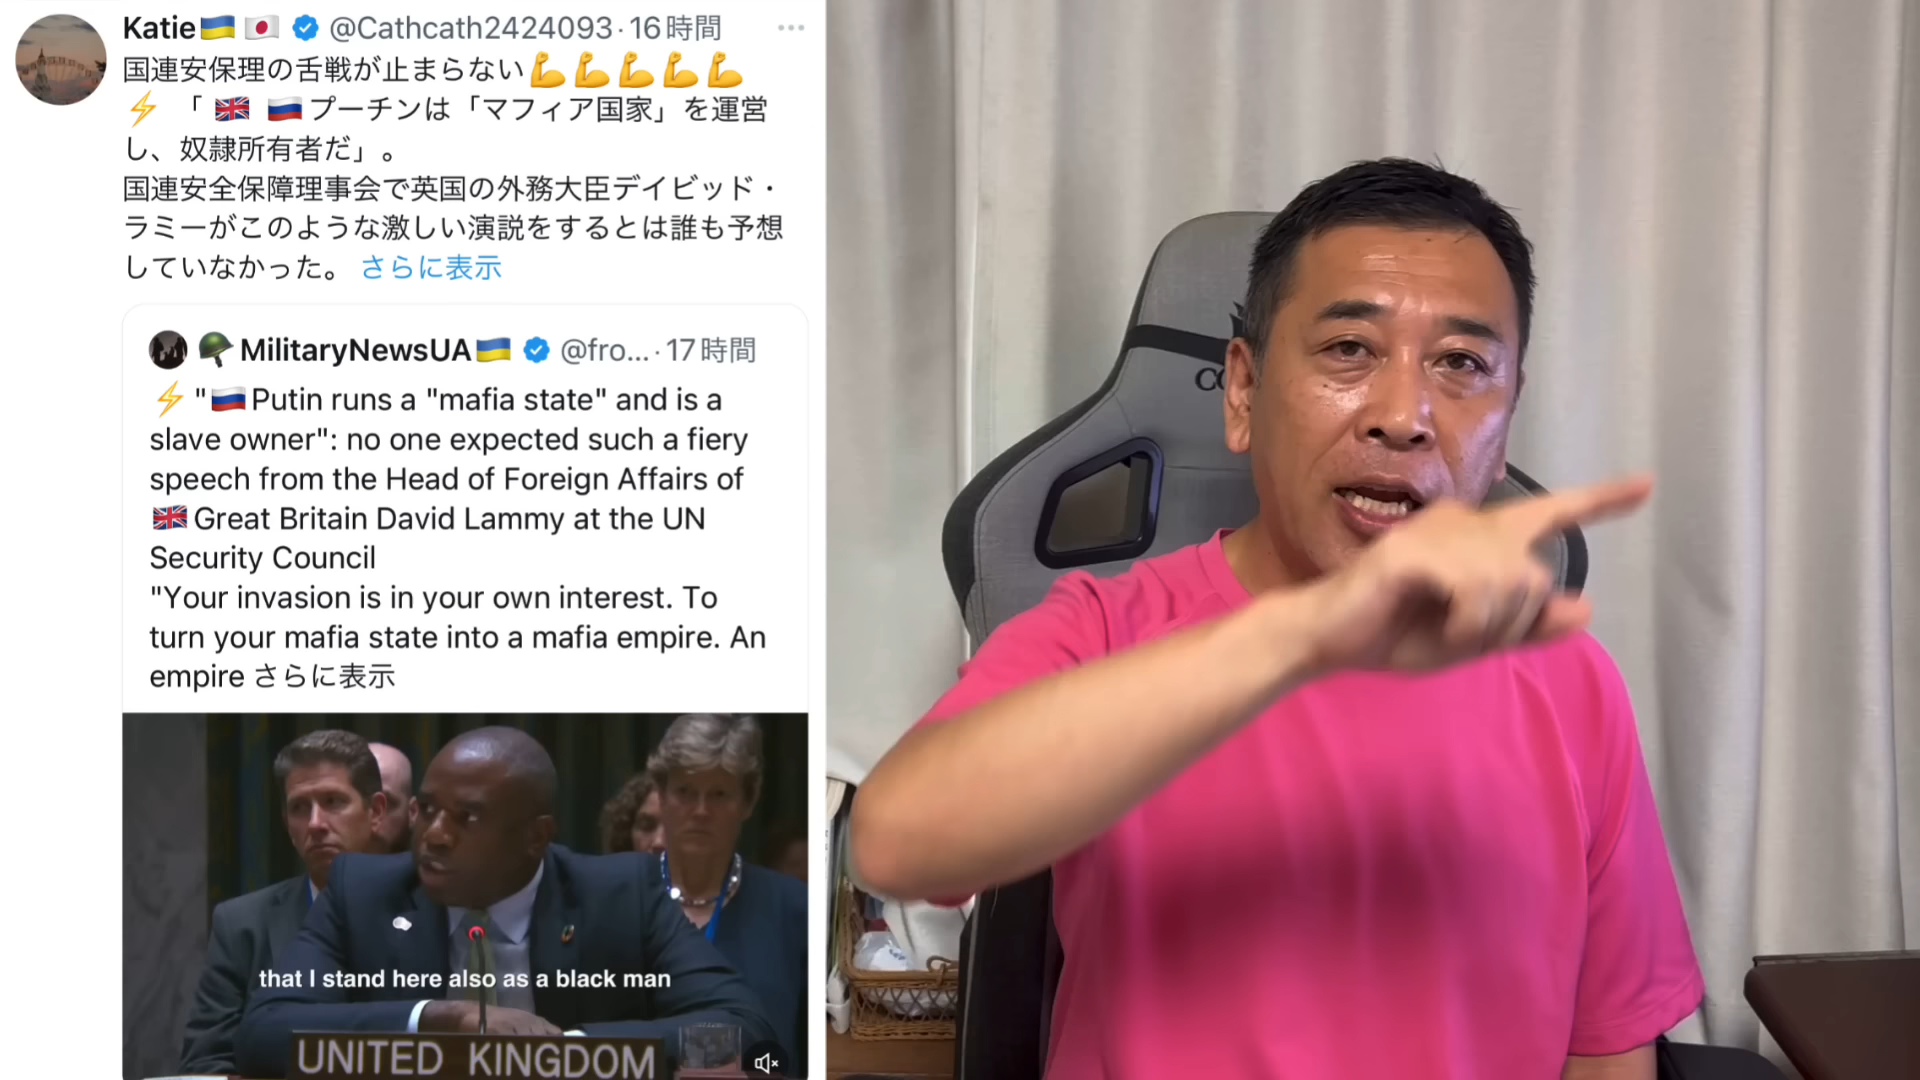 Katie🇺🇦 🇯🇵 @Cathcath2424093·16時間
国連安保理の舌戦が止まらない💪💪💪💪💪
⚡ 「 🇬🇧 🇷🇺プーチンは「マフィア国家」を運営
し、奴隷所有者だ」。
国連安全保障理事会で英国の外務大臣デイビッド・
ラミーがこのような激しい演説をするとは誰も予想
していなかった。 さらに表示
🪖MilitaryNewsUA🇺🇦 @fro...·17時間
⚡"🇷🇺Putin runs a "mafia state" and is a
slave owner": no one expected such a fiery
speech from the Head of Foreign Affairs of
🇬🇧Great Britain David Lammy at the UN
Security Council
"Your invasion is in your own interest. To
turn your mafia state into a mafia empire. An
empire さらに表示
that I stand here also as a black man
UNITED KINGDOM